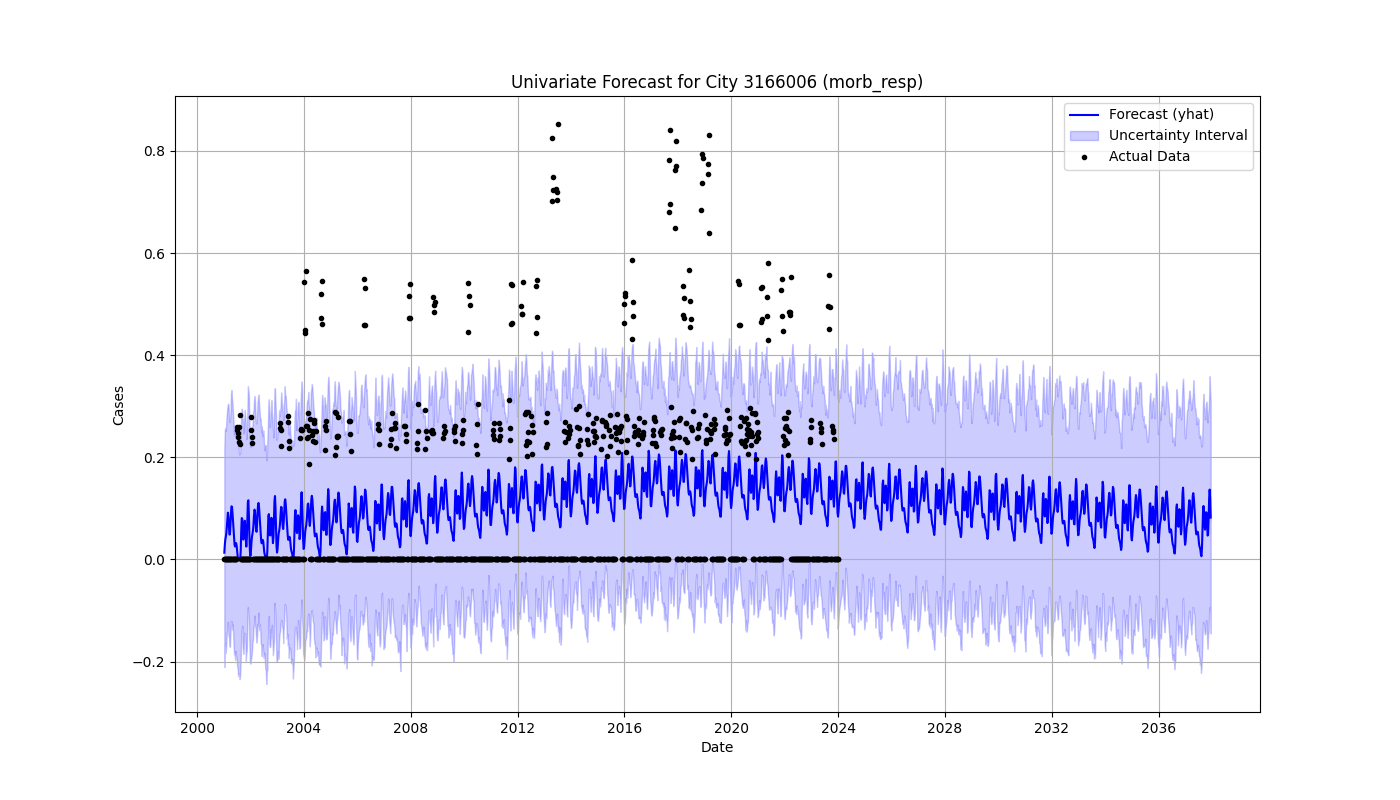 Univariate Forecast for City 3166006 (morb_resp)
Forecast (yhat)
Uncertainty Interval
Actual Data
Cases
0.8
0.6
0.4
0.2
0.0
−0.2
2000 2004 2008 2012 2016 2020 2024 2028 2032 2036
Date